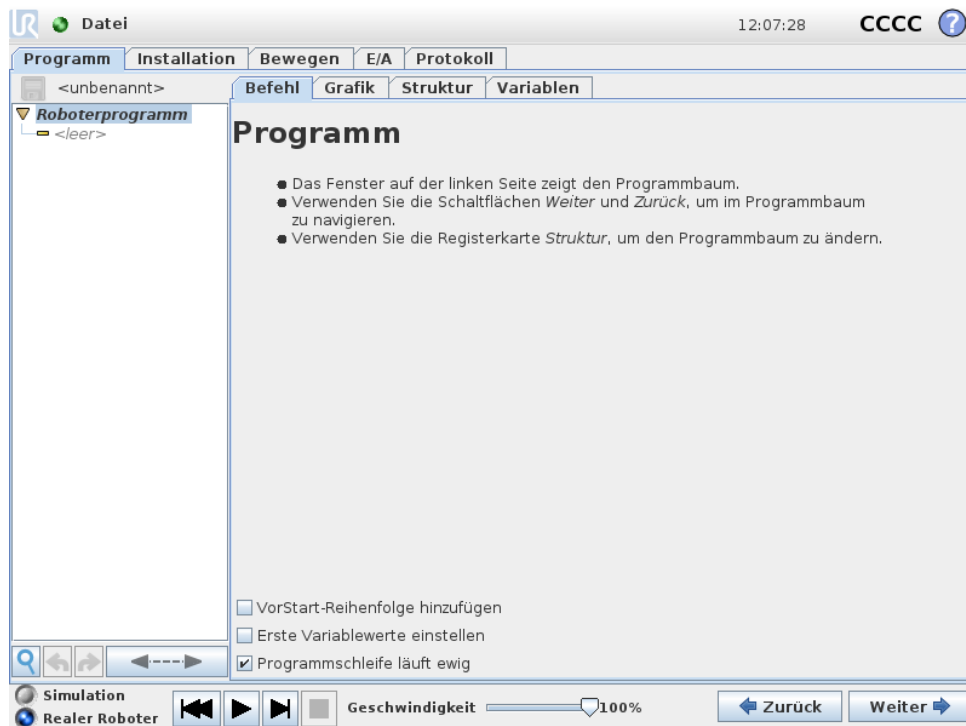 UR Datei 12:07:28 CCCC ?
Programm Installation Bewegen E/A Protokoll
<unbenannt>
Befehl Grafik Struktur Variablen
Roboterprogramm
<leer>
Programm
Das Fenster auf der linken Seite zeigt den Programmbaum.
Verwenden Sie die Schaltflächen Weiter und Zurück, um im Programmbaum
zu navigieren.
Verwenden Sie die Registerkarte Struktur, um den Programmbaum zu ändern.
VorStart-Reihenfolge hinzufügen
Erste Variablewerte einstellen
Programmschleife läuft ewig
Simulation
Realer Roboter
Geschwindigkeit 100%
Zurück Weiter